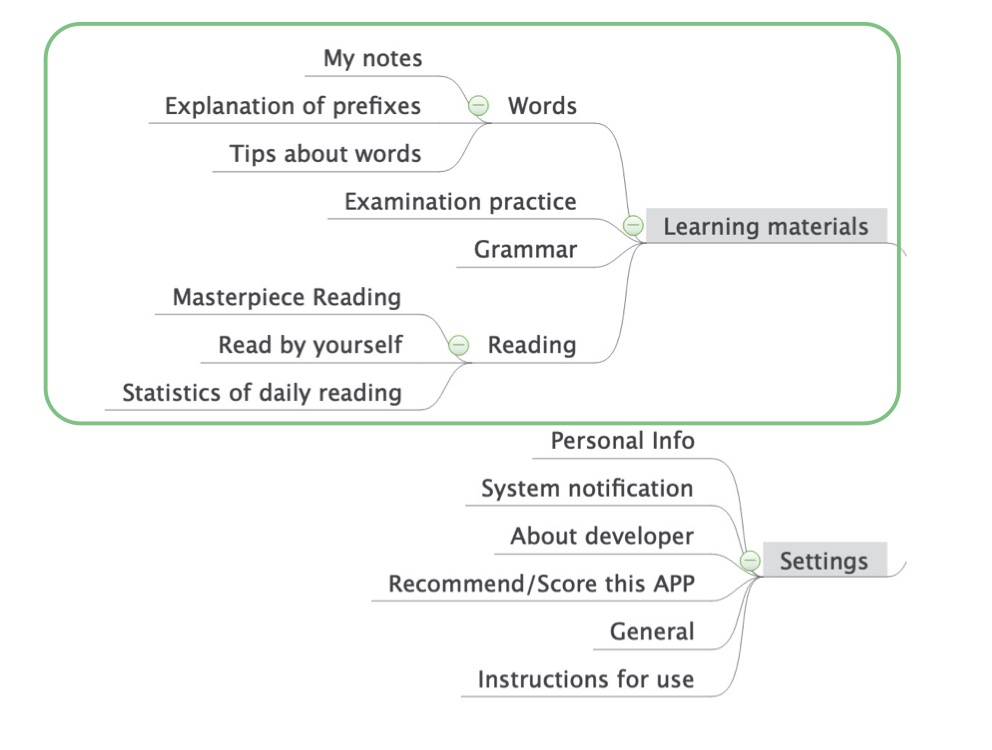 My notes
Explanation of prefixes
Words
Tips about words
Examination practice
Learning materials
Grammar
Masterpiece Reading
Read by yourself
Reading
Statistics of daily reading
Personal Info
System notification
About developer
Settings
Recommend/Score this APP
General
Instructions for use